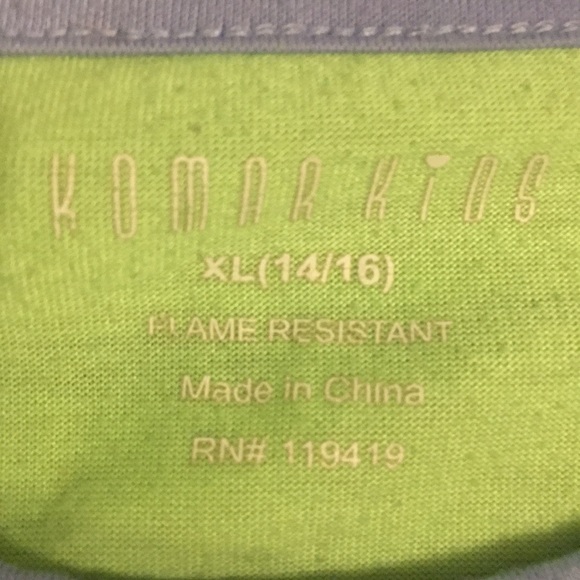 KOMAR KiDS
XL(14/16)
FLAME RESISTANT
Made in China
RN# 119419